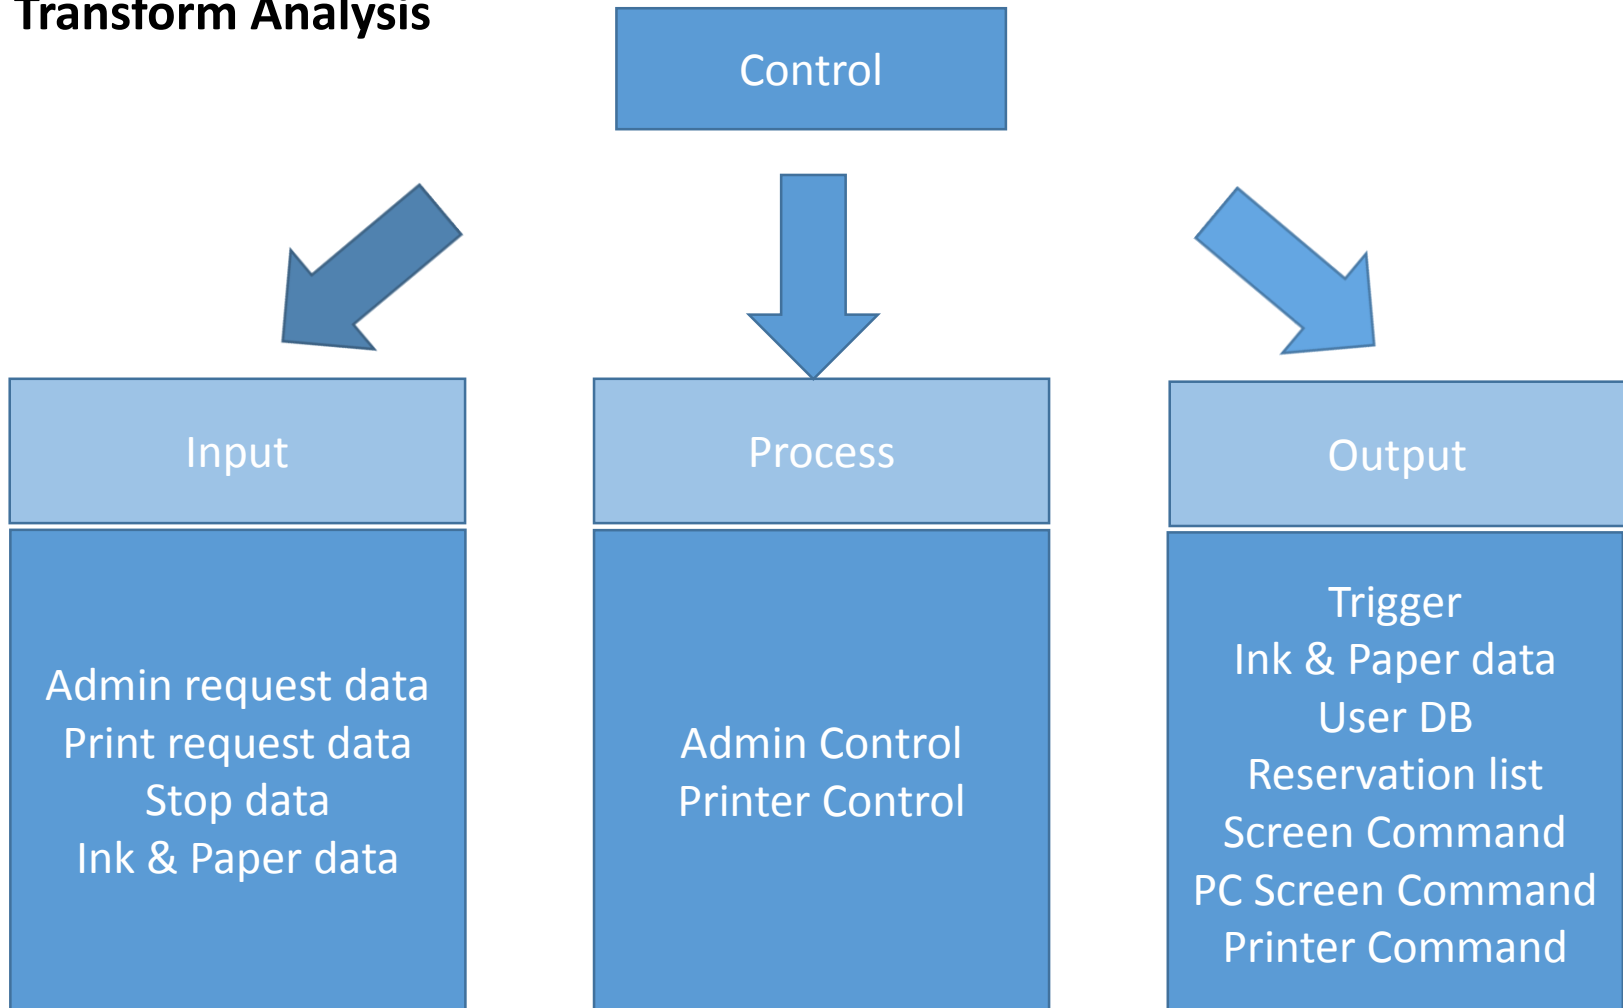 Transform Analysis
Control
Input
Process
Output
Admin request data
Print request data
Stop data
Ink & Paper data
Admin Control
Printer Control
Trigger
Ink & Paper data
User DB
Reservation list
Screen Command
PC Screen Command
Printer Command